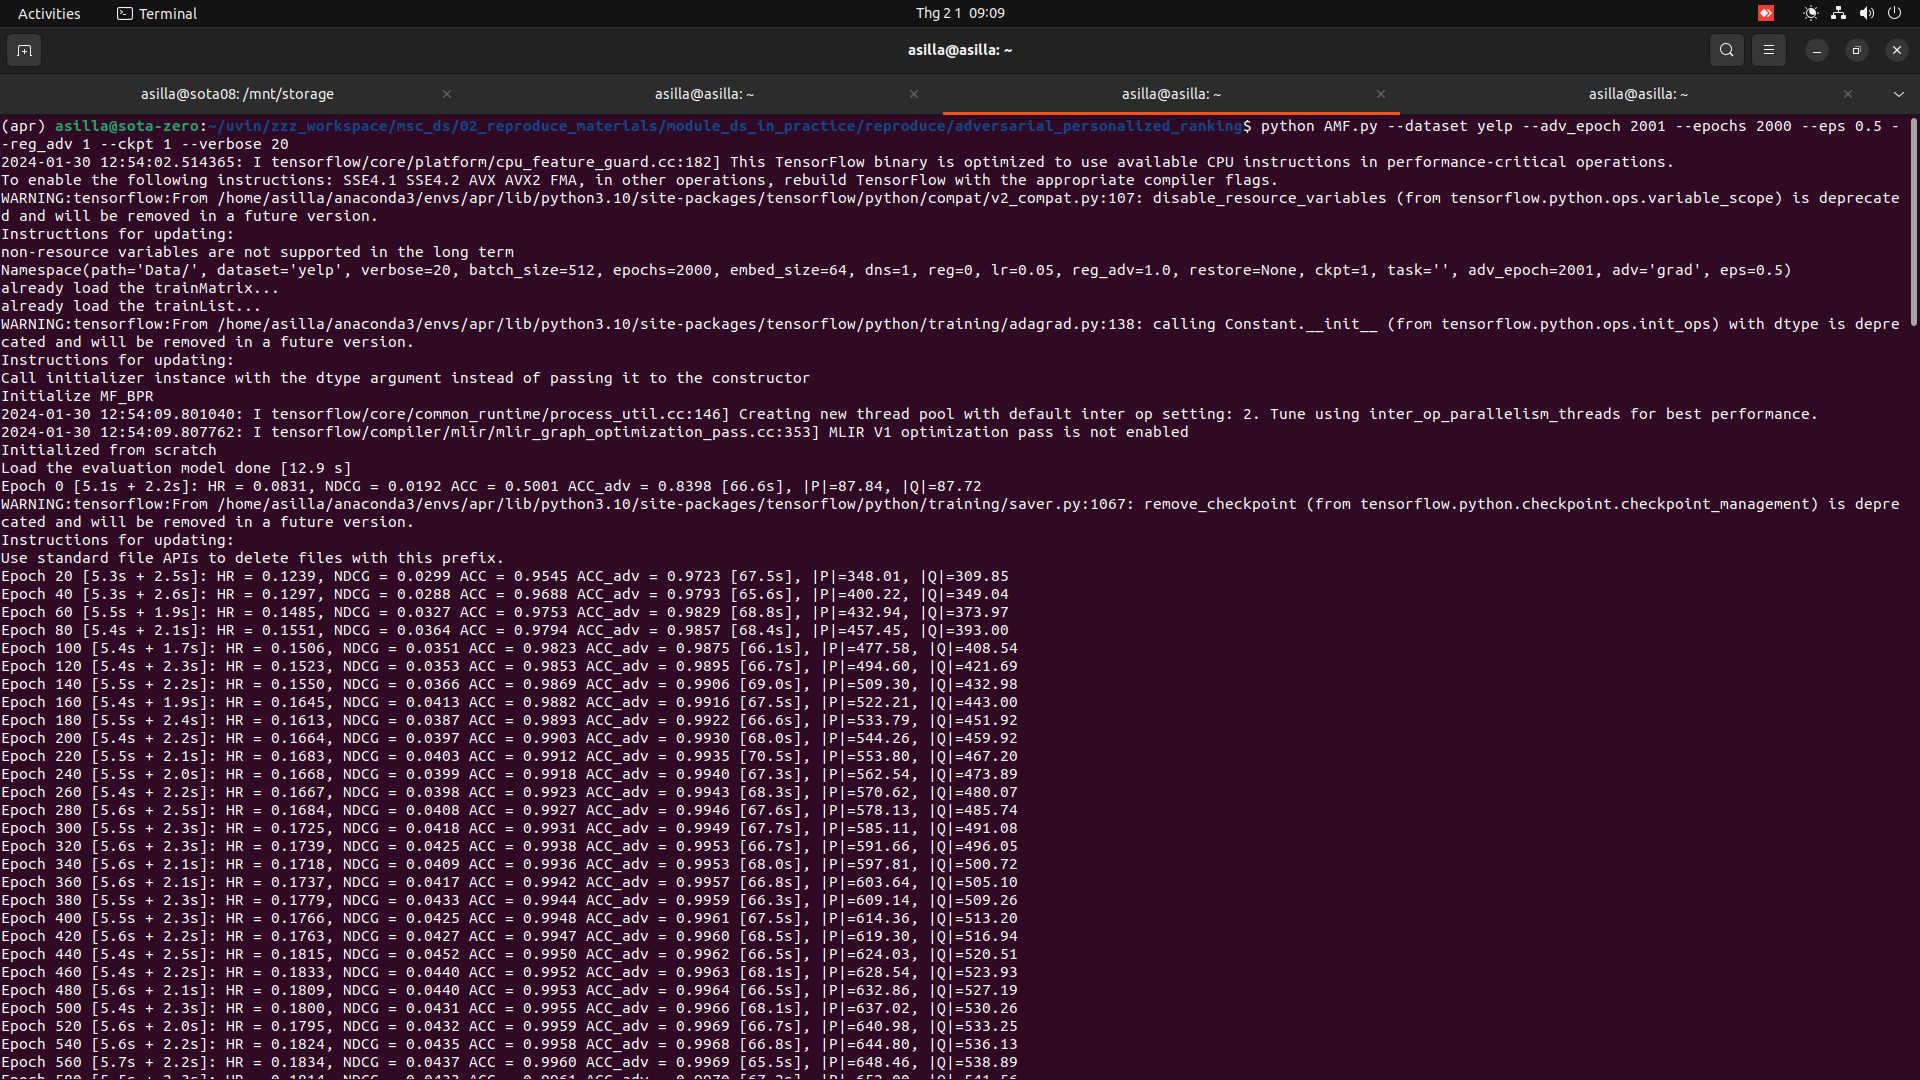 Activities
Terminal
Thg 2 1 09:09
asilla@asilla: ~
asilla@sota08: /mnt/storage
asilla@asilla: ~
asilla@asilla: ~
asilla@asilla: ~
(apr) asilla@sota-zero:~/uvin/zzz_workspace/msc_ds/02_reproduce_materials/module_ds_in_practice/reproduce/adversarial_personalized_ranking$ python AMF.py --dataset yelp --adv_epoch 2001 --epochs 2000 --eps 0.5 -
-reg_adv 1 --ckpt 1 --verbose 20
2024-01-30 12:54:02.514365: I tensorflow/core/platform/cpu_feature_guard.cc:182] This TensorFlow binary is optimized to use available CPU instructions in performance-critical operations.
To enable the following instructions: SSE4.1 SSE4.2 AVX AVX2 FMA, in other operations, rebuild TensorFlow with the appropriate compiler flags.
WARNING:tensorflow:From /home/asilla/anaconda3/envs/apr/lib/python3.10/site-packages/tensorflow/python/compat/v2_compat.py:107: disable_resource_variables (from tensorflow.python.ops.variable_scope) is deprecate
d and will be removed in a future version.
Instructions for updating:
non-resource variables are not supported in the long term
Namespace(path='Data/', dataset='yelp', verbose=20, batch_size=512, epochs=2000, embed_size=64, dns=1, reg=0, lr=0.05, reg_adv=1.0, restore=None, ckpt=1, task='', adv_epoch=2001, adv='grad', eps=0.5)
already load the trainMatrix...
already load the trainList...
WARNING:tensorflow:From /home/asilla/anaconda3/envs/apr/lib/python3.10/site-packages/tensorflow/python/training/adagrad.py:138: calling Constant.__init__ (from tensorflow.python.ops.init_ops) with dtype is depre
cated and will be removed in a future version.
Instructions for updating:
Call initializer instance with the dtype argument instead of passing it to the constructor
Initialize MF_BPR
2024-01-30 12:54:09.801040: I tensorflow/core/common_runtime/process_util.cc:146] Creating new thread pool with default inter op setting: 2. Tune using inter_op_parallelism_threads for best performance.
2024-01-30 12:54:09.807762: I tensorflow/compiler/mlir/mlir_graph_optimization_pass.cc:353] MLIR V1 optimization pass is not enabled
Initialized from scratch
Load the evaluation model done [12.9 s]
Epoch 0 [5.1s + 2.2s]: HR = 0.0831, NDCG = 0.0192 ACC = 0.5001 ACC_adv = 0.8398 [66.6s], |P|=87.84, |Q|=87.72
WARNING:tensorflow:From /home/asilla/anaconda3/envs/apr/lib/python3.10/site-packages/tensorflow/python/training/saver.py:1067: remove_checkpoint (from tensorflow.python.checkpoint.checkpoint_management) is depre
cated and will be removed in a future version.
Instructions for updating:
Use standard file APIs to delete files with this prefix.
Epoch 20 [5.3s + 2.5s]: HR = 0.1239, NDCG = 0.0299 ACC = 0.9545 ACC_adv = 0.9723 [67.5s], |P|=348.01, |Q|=309.85
Epoch 40 [5.3s + 2.6s]: HR = 0.1297, NDCG = 0.0288 ACC = 0.9688 ACC_adv = 0.9793 [65.6s], |P|=400.22, |Q|=349.04
Epoch 60 [5.5s + 1.9s]: HR = 0.1485, NDCG = 0.0327 ACC = 0.9753 ACC_adv = 0.9829 [68.8s], |P|=432.94, |Q|=373.97
Epoch 80 [5.4s + 2.1s]: HR = 0.1551, NDCG = 0.0364 ACC = 0.9794 ACC_adv = 0.9857 [68.4s], |P|=457.45, |Q|=393.00
Epoch 100 [5.4s + 1.7s]: HR = 0.1506, NDCG = 0.0351 ACC = 0.9823 ACC_adv = 0.9875 [66.1s], |P|=477.58, |Q|=408.54
Epoch 120 [5.4s + 2.3s]: HR = 0.1523, NDCG = 0.0353 ACC = 0.9853 ACC_adv = 0.9895 [66.7s], |P|=494.60, |Q|=421.69
Epoch 140 [5.5s + 2.2s]: HR = 0.1550, NDCG = 0.0366 ACC = 0.9869 ACC_adv = 0.9906 [69.0s], |P|=509.30, |Q|=432.98
Epoch 160 [5.4s + 1.9s]: HR = 0.1645, NDCG = 0.0413 ACC = 0.9882 ACC_adv = 0.9916 [67.5s], |P|=522.21, |Q|=443.00
Epoch 180 [5.5s + 2.4s]: HR = 0.1613, NDCG = 0.0387 ACC = 0.9893 ACC_adv = 0.9922 [66.6s], |P|=533.79, |Q|=451.92
Epoch 200 [5.4s + 2.2s]: HR = 0.1664, NDCG = 0.0397 ACC = 0.9903 ACC_adv = 0.9930 [68.0s], |P|=544.26, |Q|=459.92
Epoch 220 [5.5s + 2.1s]: HR = 0.1683, NDCG = 0.0403 ACC = 0.9912 ACC_adv = 0.9935 [70.5s], |P|=553.80, |Q|=467.20
Epoch 240 [5.5s + 2.0s]: HR = 0.1668, NDCG = 0.0399 ACC = 0.9918 ACC_adv = 0.9940 [67.3s], |P|=562.54, |Q|=473.89
Epoch 260 [5.4s + 2.2s]: HR = 0.1667, NDCG = 0.0398 ACC = 0.9923 ACC_adv = 0.9943 [68.3s], |P|=570.62, |Q|=480.07
Epoch 280 [5.6s + 2.5s]: HR = 0.1684, NDCG = 0.0408 ACC = 0.9927 ACC_adv = 0.9946 [67.6s], |P|=578.13, |Q|=485.74
Epoch 300 [5.5s + 2.3s]: HR = 0.1725, NDCG = 0.0418 ACC = 0.9931 ACC_adv = 0.9949 [67.7s], |P|=585.11, |Q|=491.08
Epoch 320 [5.6s + 2.3s]: HR = 0.1739, NDCG = 0.0425 ACC = 0.9938 ACC_adv = 0.9953 [66.7s], |P|=591.66, |Q|=496.05
Epoch 340 [5.6s + 2.1s]: HR = 0.1718, NDCG = 0.0409 ACC = 0.9936 ACC_adv = 0.9953 [68.0s], |P|=597.81, |Q|=500.72
Epoch 360 [5.6s + 2.1s]: HR = 0.1737, NDCG = 0.0417 ACC = 0.9942 ACC_adv = 0.9957 [66.8s], |P|=603.64, |Q|=505.10
Epoch 380 [5.5s + 2.3s]: HR = 0.1779, NDCG = 0.0433 ACC = 0.9944 ACC_adv = 0.9959 [66.3s], |P|=609.14, |Q|=509.26
Epoch 400 [5.5s + 2.3s]: HR = 0.1766, NDCG = 0.0425 ACC = 0.9948 ACC_adv = 0.9961 [67.5s], |P|=614.36, |Q|=513.20
Epoch 420 [5.6s + 2.2s]: HR = 0.1763, NDCG = 0.0427 ACC = 0.9947 ACC_adv = 0.9960 [68.5s], |P|=619.30, |Q|=516.94
Epoch 440 [5.4s + 2.5s]: HR = 0.1815, NDCG = 0.0452 ACC = 0.9950 ACC_adv = 0.9962 [66.5s], |P|=624.03, |Q|=520.51
Epoch 460 [5.4s + 2.2s]: HR = 0.1833, NDCG = 0.0440 ACC = 0.9952 ACC_adv = 0.9963 [68.1s], |P|=628.54, |Q|=523.93
Epoch 480 [5.6s + 2.1s]: HR = 0.1809, NDCG = 0.0440 ACC = 0.9953 ACC_adv = 0.9964 [66.5s], |P|=632.86, |Q|=527.19
Epoch 500 [5.4s + 2.3s]: HR = 0.1800, NDCG = 0.0431 ACC = 0.9955 ACC_adv = 0.9966 [68.1s], |P|=637.02, |Q|=530.26
Epoch 520 [5.6s + 2.0s]: HR = 0.1795, NDCG = 0.0432 ACC = 0.9959 ACC_adv = 0.9969 [66.7s], |P|=640.98, |Q|=533.25
Epoch 540 [5.6s + 2.2s]: HR = 0.1824, NDCG = 0.0435 ACC = 0.9958 ACC_adv = 0.9968 [66.8s], |P|=644.80, |Q|=536.13
Epoch 560 [5.7s + 2.2s]: HR = 0.1834, NDCG = 0.0437 ACC = 0.9960 ACC_adv = 0.9969 [65.5s], |P|=648.46, |Q|=538.89